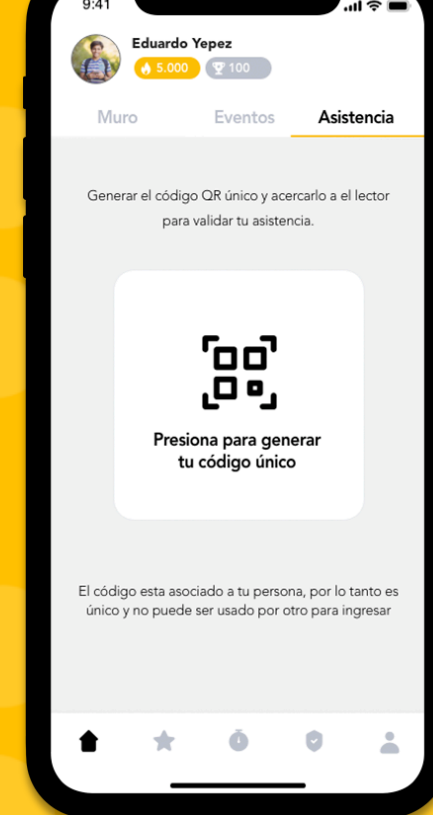 9:41
Eduardo Yepez
5.000 100
Muro Eventos Asistencia
Generar el código QR único y acercarlo a el lector
para validar tu asistencia.
Presiona para generar
tu código único
El código esta asociado a tu persona, por lo tanto es
único y no puede ser usado por otro para ingresar